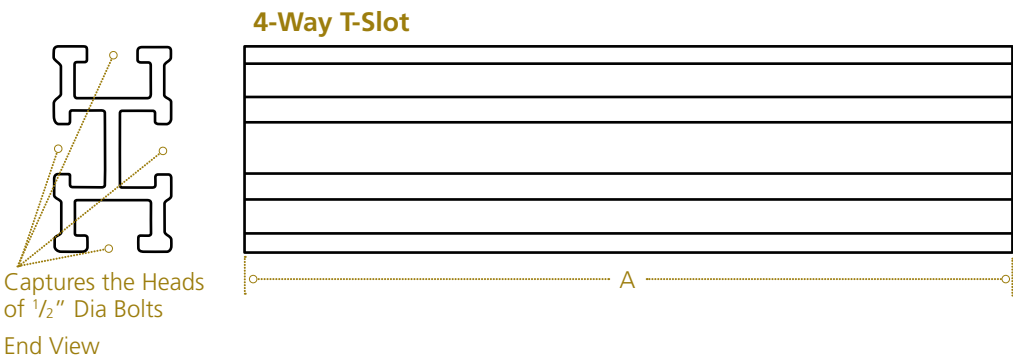 4-Way T-Slot
Captures the Heads
of 1/2" Dia Bolts
End View
A